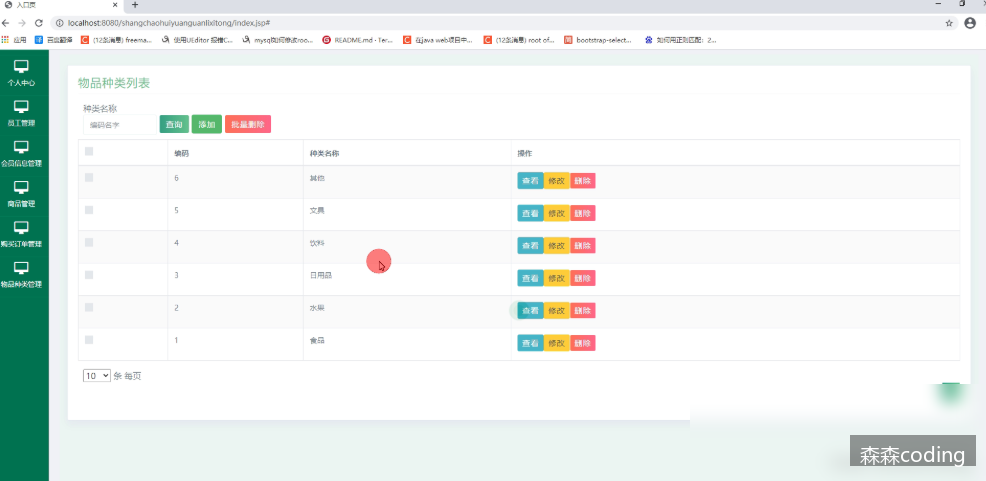 入口页
localhost:8080/shangchaohuiyuanguanlixitong/index.jsp#
应用
百度翻译
(12条消息) freema...
使用UEditor 报错C...
mysql如何修改roo...
README.md · Ter...
在java web项目中...
(12条消息) root of...
bootstrap-select...
如何用正则匹配：2...
个人中心
员工管理
会员信息管理
商品管理
购买订单管理
物品种类管理
物品种类列表
种类名称
编码名字
查询
添加
批量删除
编码 种类名称 操作
6 其他 查看 修改 删除
5 文具 查看 修改 删除
4 饮料 查看 修改 删除
3 日用品 查看 修改 删除
2 水果 查看 修改 删除
1 食品 查看 修改 删除
10 条 每页
森森coding